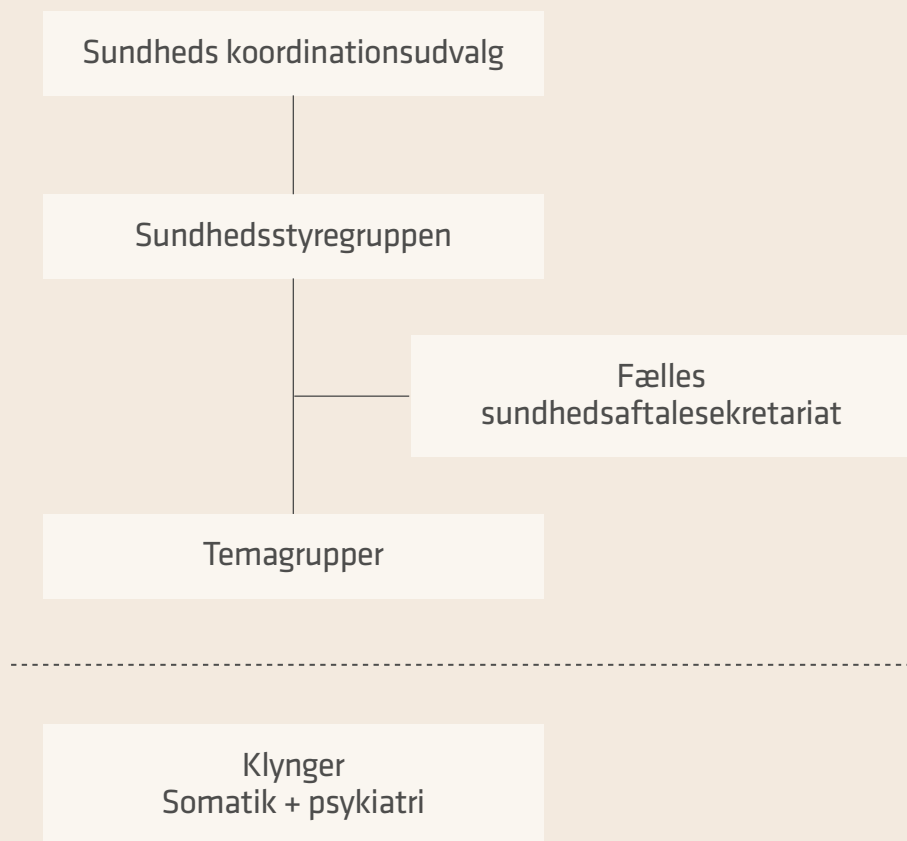 Sundheds koordinationsudvalg
Sundhedsstyregruppen
Fælles
sundhedsaftalesekretariat
Temagrupper
Klynger
Somatik + psykiatri